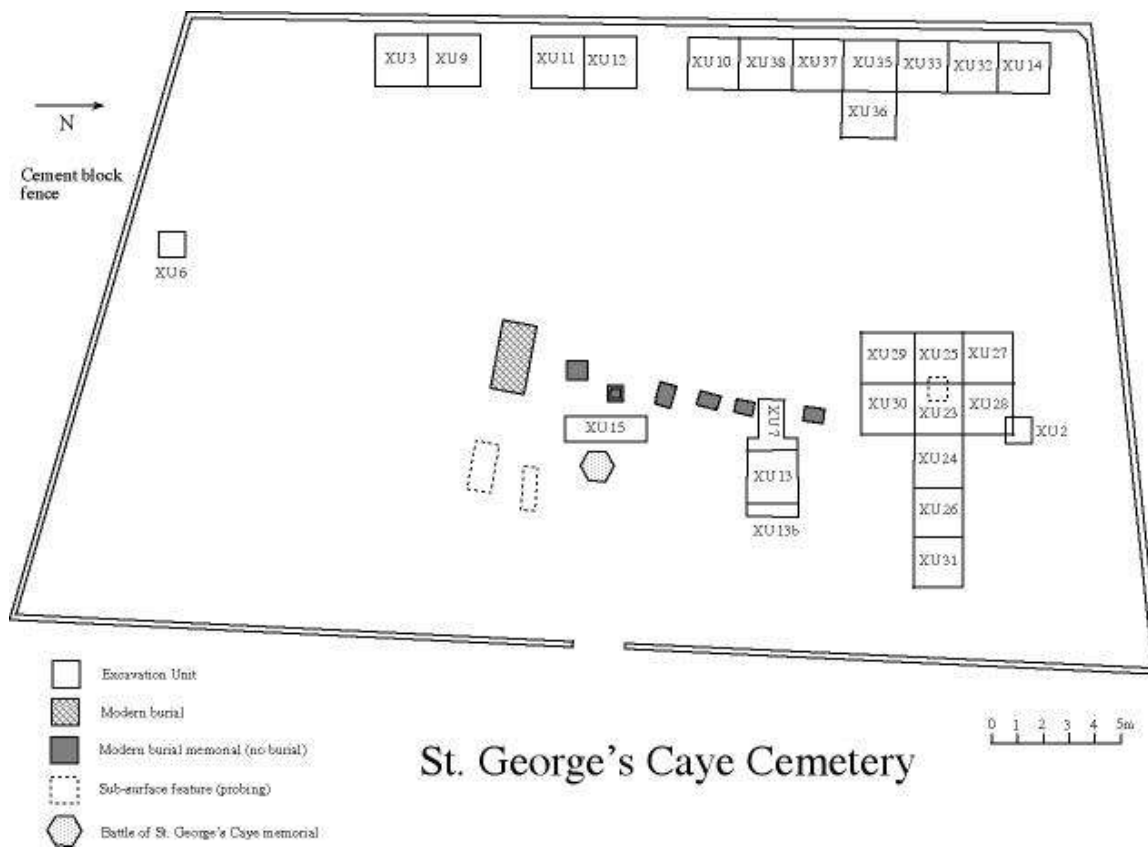 XU3 XU9 XU11 XU12 XU10 XU38 XU37 XU35 XU33 XU32 XU14
XU36
N
Cement block
fence
XU6
XU29 XU25 XU27
XU30 XU23 XU28
XU7
XU15
XU2
XU24
XU13
XU26
XU13b
XU31
Excavation Unit
Modern burial
Modern burial memorial (no burial)
Sub-surface feature (probing)
Battle of St. George's Caye memorial
0 1 2 3 4 5m
St. George's Caye Cemetery